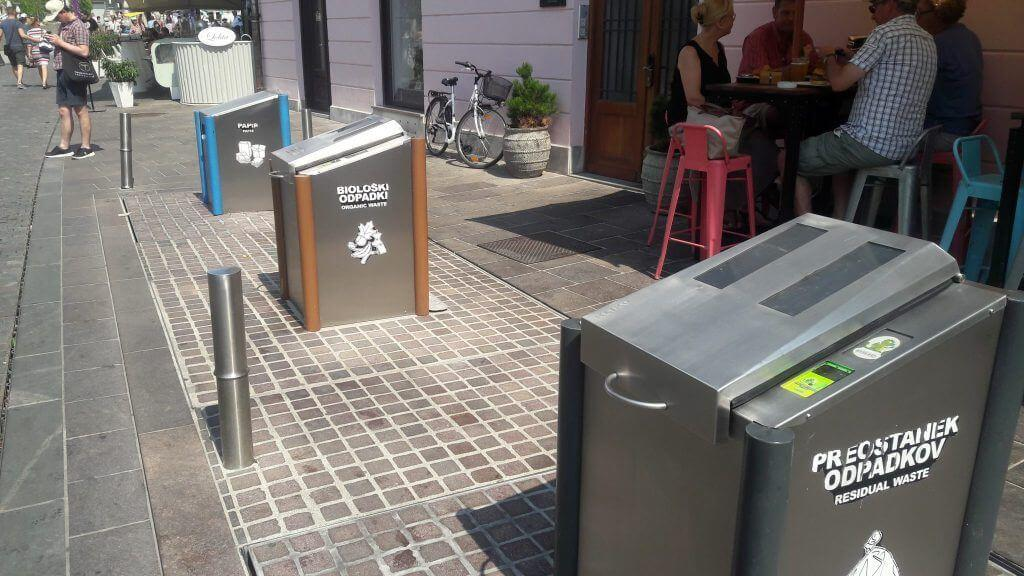 PAPIR
BIOLOŠKI
ODPADKI
ORGANIC WASTE
PREOSTANEK
ODPADKOV
RESIDUAL WASTE